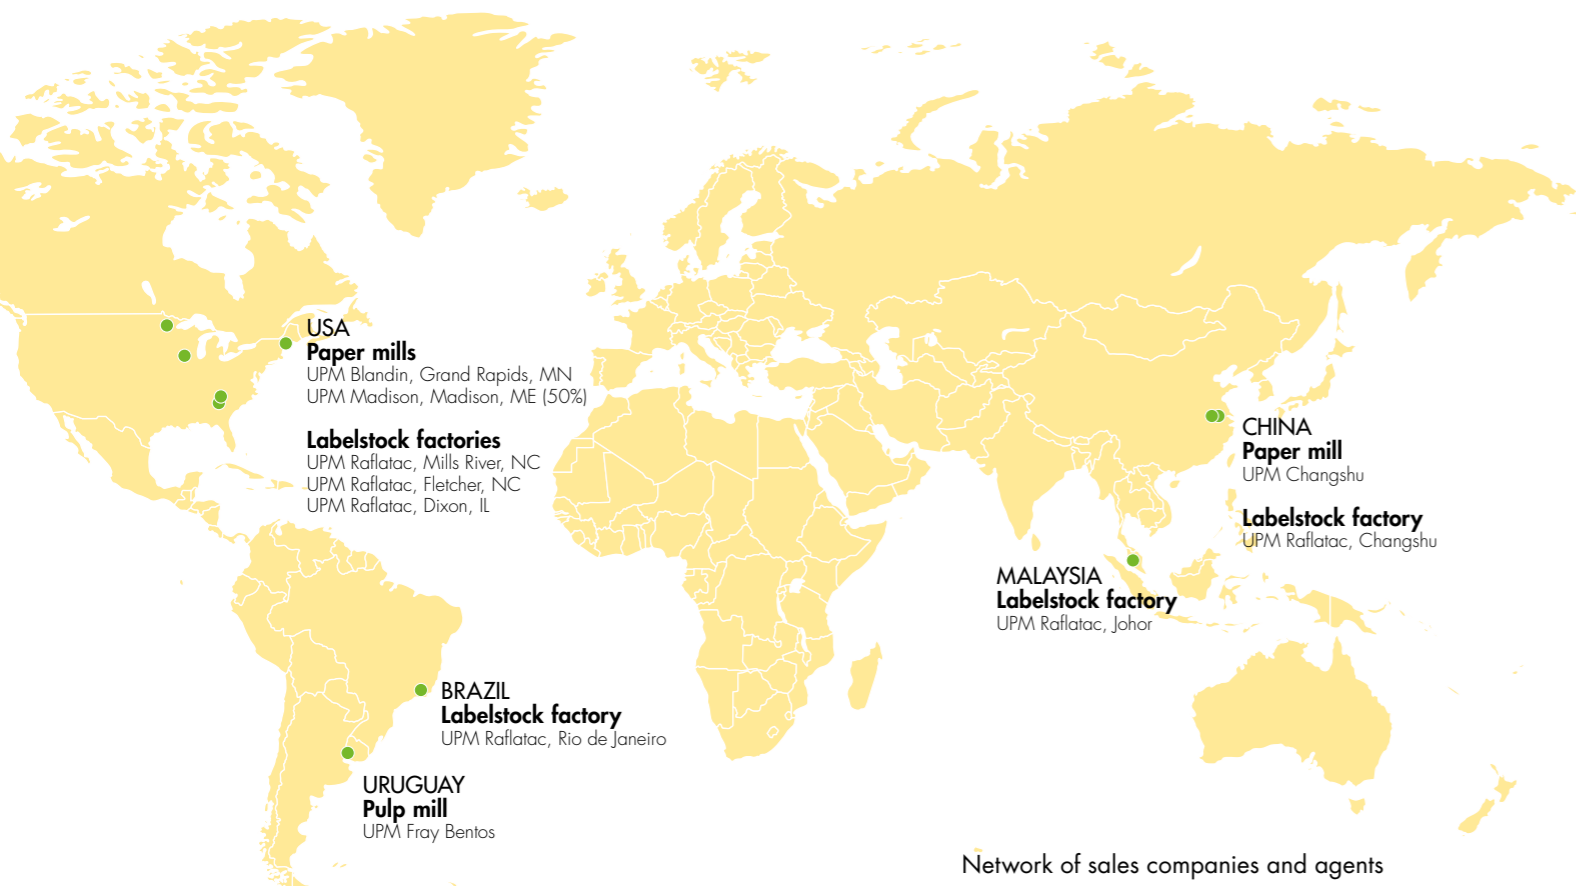 USA
Paper mills
UPM Blandin, Grand Rapids, MN
UPM Madison, Madison, ME (50%)
Labelstock factories
UPM Raflatac, Mills River, NC
UPM Raflatac, Fletcher, NC
UPM Raflatac, Dixon, IL
CHINA
Paper mill
UPM Changshu
Labelstock factory
UPM Raflatac, Changshu
MALAYSIA
Labelstock factory
UPM Raflatac, Johor
BRAZIL
Labelstock factory
UPM Raflatac, Rio de Janeiro
URUGUAY
Pulp mill
UPM Fray Bentos
Network of sales companies and agents